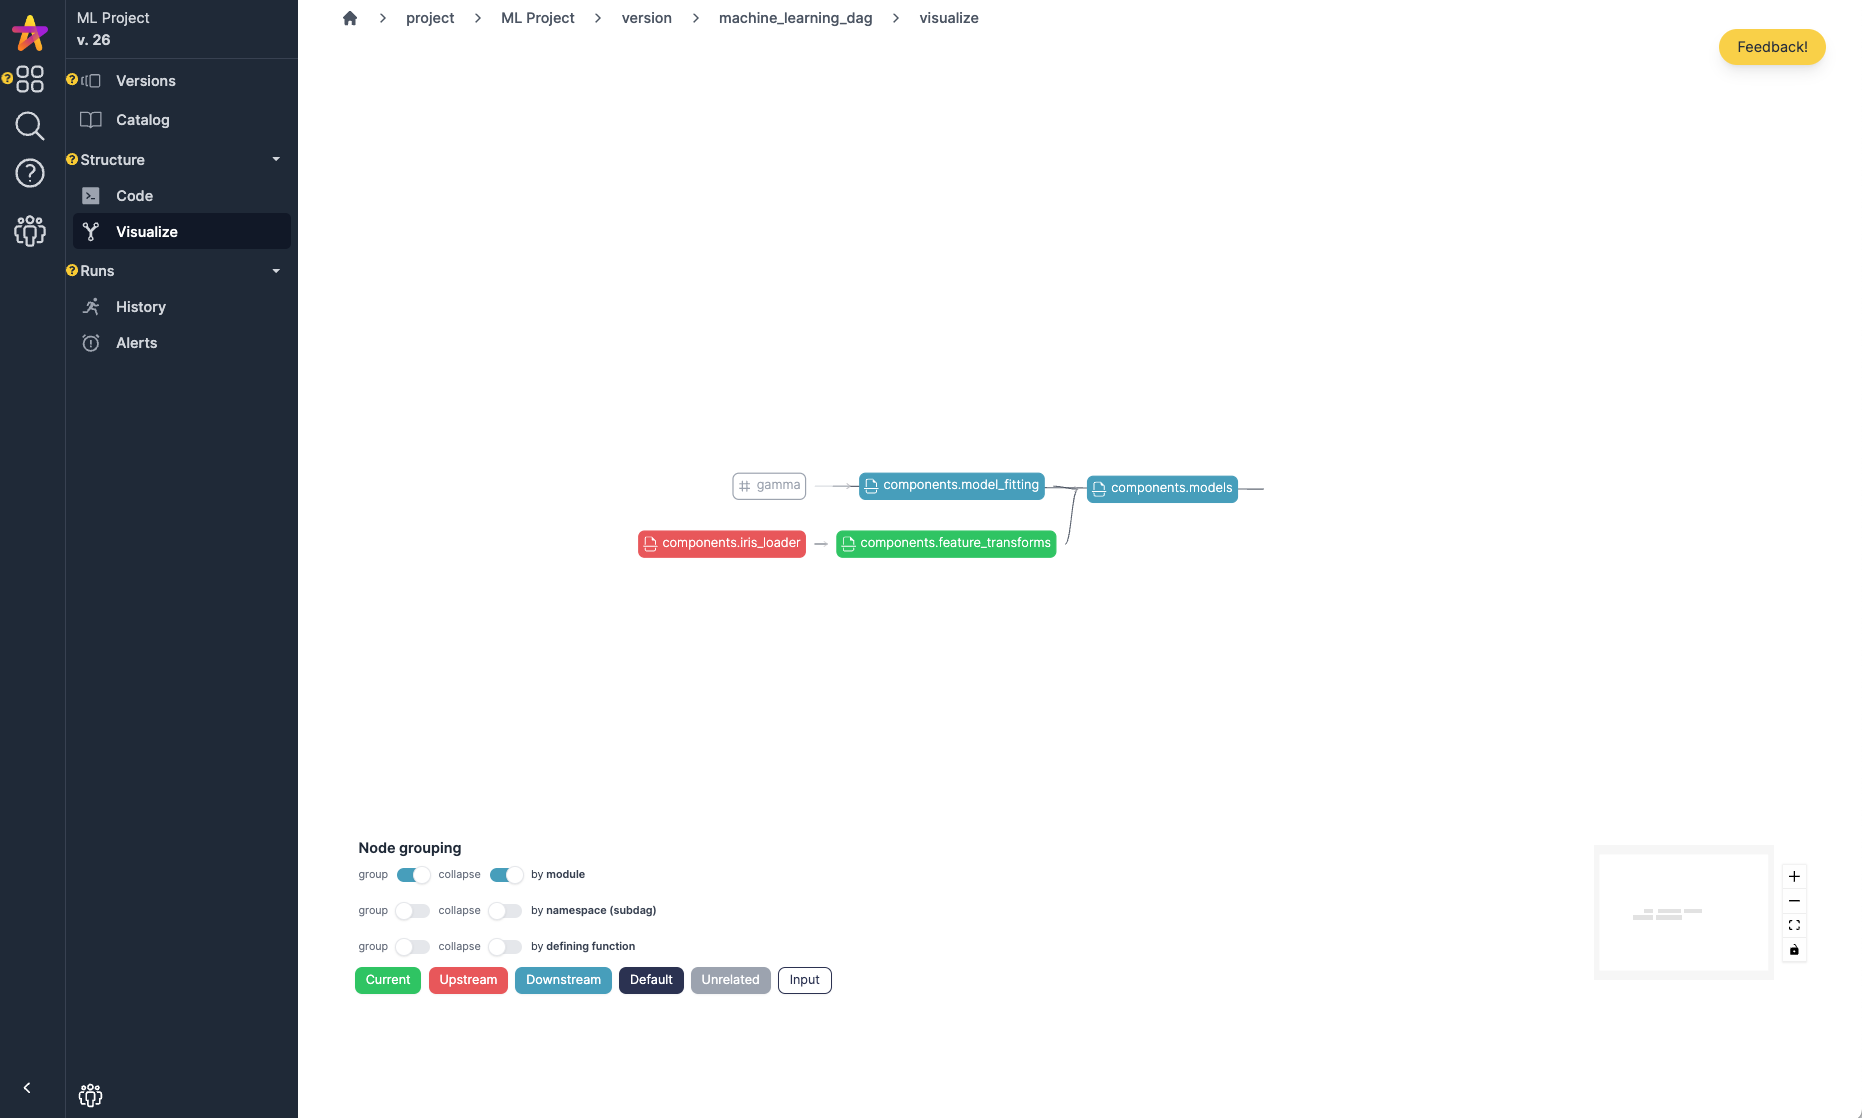 ML Project
v. 26
Versions
Catalog
Structure
Code
Visualize
Runs
History
Alerts
project
ML Project
version
machine_learning_dag
visualize
Feedback!
gamma
components.model_fitting
components.models
components.iris_loader
components.feature_transforms
Node grouping
group collapse by module
group collapse by namespace (subdag)
group collapse by defining function
Current Upstream Downstream Default Unrelated Input